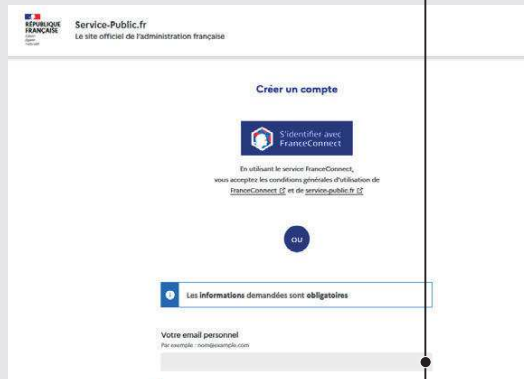 RÉPUBLIQUE
FRANÇAISE
Service-Public.fr
Le site officiel de l'administration française
Créer un compte
S'identifier avec
FranceConnect
En utilisant le service FranceConnect,
vous acceptez les conditions générales d'utilisation de
FranceConnect et de service-public.fr
OU
Les informations demandées sont obligatoires
Votre email personnel
Par exemple : nom@example.com